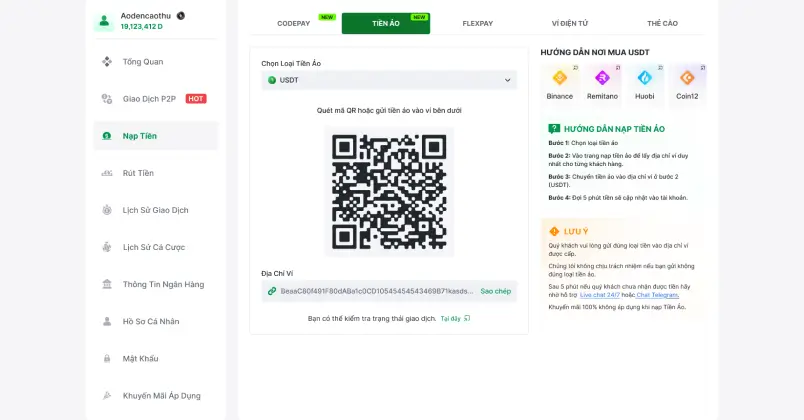 Aodencaothu
19,123,412 D
Tổng Quan
Giao Dịch P2P HOT
Nạp Tiền
Rút Tiền
Lịch Sử Giao Dịch
Lịch Sử Cá Cược
Thông Tin Ngân Hàng
Hồ Sơ Cá Nhân
Mật Khẩu
Khuyến Mãi Áp Dụng
CODEPAY NEW
TIỀN ẢO NEW
FLEXPAY
VÍ ĐIỆN TỬ
THẺ CÀO
Chọn Loại Tiền Ảo
USDT
Quét mã QR hoặc gửi tiền ảo vào ví bên dưới
Địa Chỉ Ví
BeaaC80f491F80dABa1c0CD10545454543469B71kasds...
Sao chép
Bạn có thể kiểm tra trạng thái giao dịch. Tại đây
HƯỚNG DẪN NƠI MUA USDT
Binance
Remitano
Huobi
Coin12
HƯỚNG DẪN NẠP TIỀN ẢO
Bước 1: Chọn loại tiền ảo
Bước 2: Vào trang nạp tiền ảo để lấy địa chỉ ví duy
nhất cho từng khách hàng.
Bước 3: Chuyển tiền ảo vào địa chỉ ví ở bước 2
(USDT).
Bước 4: Đợi 5 phút tiền sẽ cập nhật vào tài khoản.
LƯU Ý
Quý khách vui lòng gửi đúng loại tiền vào địa chỉ ví
được cấp.
Chúng tôi không chịu trách nhiệm nếu bạn gửi không
đúng loại tiền ảo.
Sau 5 phút nếu quý khách chưa nhận được tiền hãy
nhờ hỗ trợ Live chat 24/7 hoặc Chat Telegram.
Khuyến mãi 100% không áp dụng khi nạp Tiền Ảo.